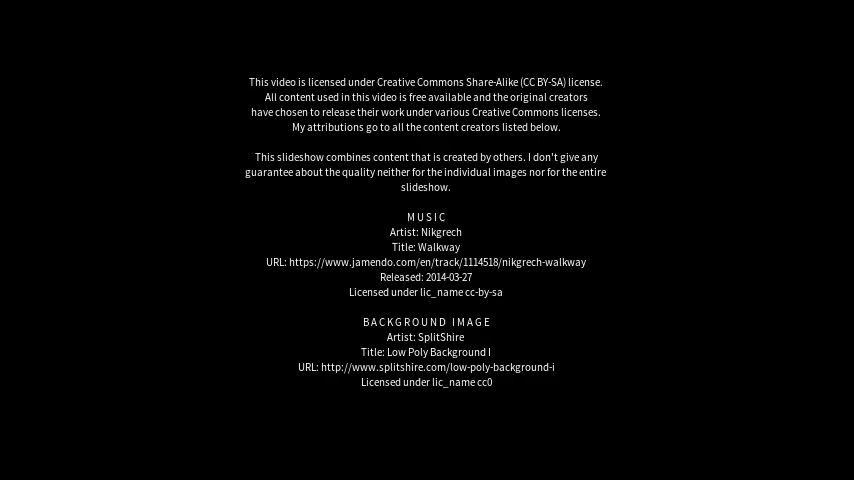 This video is licensed under Creative Commons Share-Alike (CC BY-SA) license.
All content used in this video is free available and the original creators
have chosen to release their work under various Creative Commons licenses.
My attributions go to all the content creators listed below.
This slideshow combines content that is created by others. I don't give any
guarantee about the quality neither for the individual images nor for the entire
slideshow.
M U S I C
Artist: Nikgrech
Title: Walkway
URL: https://www.jamendo.com/en/track/1114518/nikgrech-walkway
Released: 2014-03-27
Licensed under lic_name cc-by-sa
B A C K G R O U N D   I M A G E
Artist: SplitShire
Title: Low Poly Background I
URL: http://www.splitshire.com/low-poly-background-i
Licensed under lic_name cc0